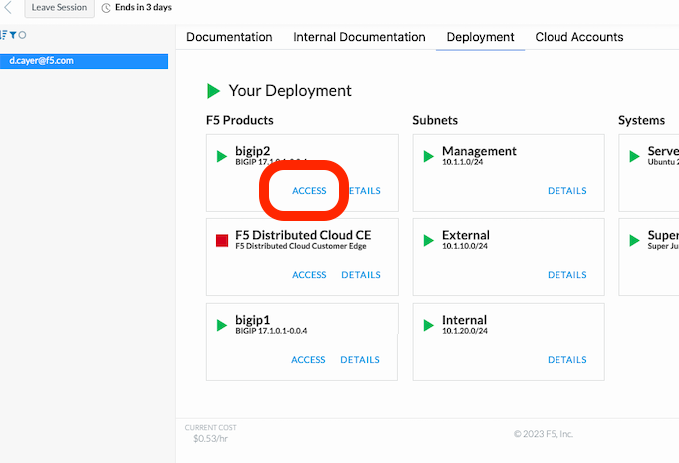 Leave Session
Ends in 3 days
d.cayer@f5.com
Documentation
Internal Documentation
Deployment
Cloud Accounts
Your Deployment
F5 Products
Subnets
Systems
bigip2
BIGIP 17.1.0.1-0.0.4
ACCESS
DETAILS
Management
10.1.1.0/24
DETAILS
Serve
Ubuntu 2
F5 Distributed Cloud CE
F5 Distributed Cloud Customer Edge
ACCESS
DETAILS
External
10.1.10.0/24
DETAILS
Super
Super Ju
bigip1
BIGIP 17.1.0.1-0.0.4
ACCESS
DETAILS
Internal
10.1.20.0/24
DETAILS
CURRENT COST
$0.53/hr
© 2023 F5, Inc.